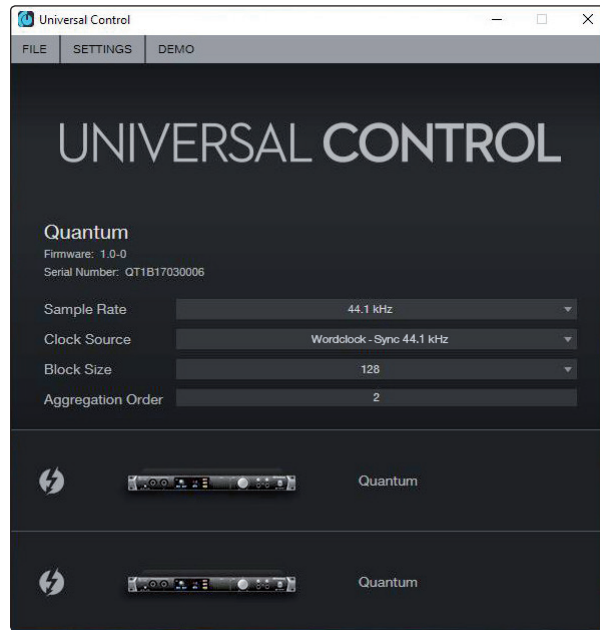 Universal Control
FILE SETTINGS DEMO
UNIVERSAL CONTROL
Quantum
Firmware: 1.0-0
Serial Number: QT1B17030006
Sample Rate 44.1 kHz
Clock Source Wordclock - Sync 44.1 kHz
Block Size 128
Aggregation Order 2
Quantum
Quantum